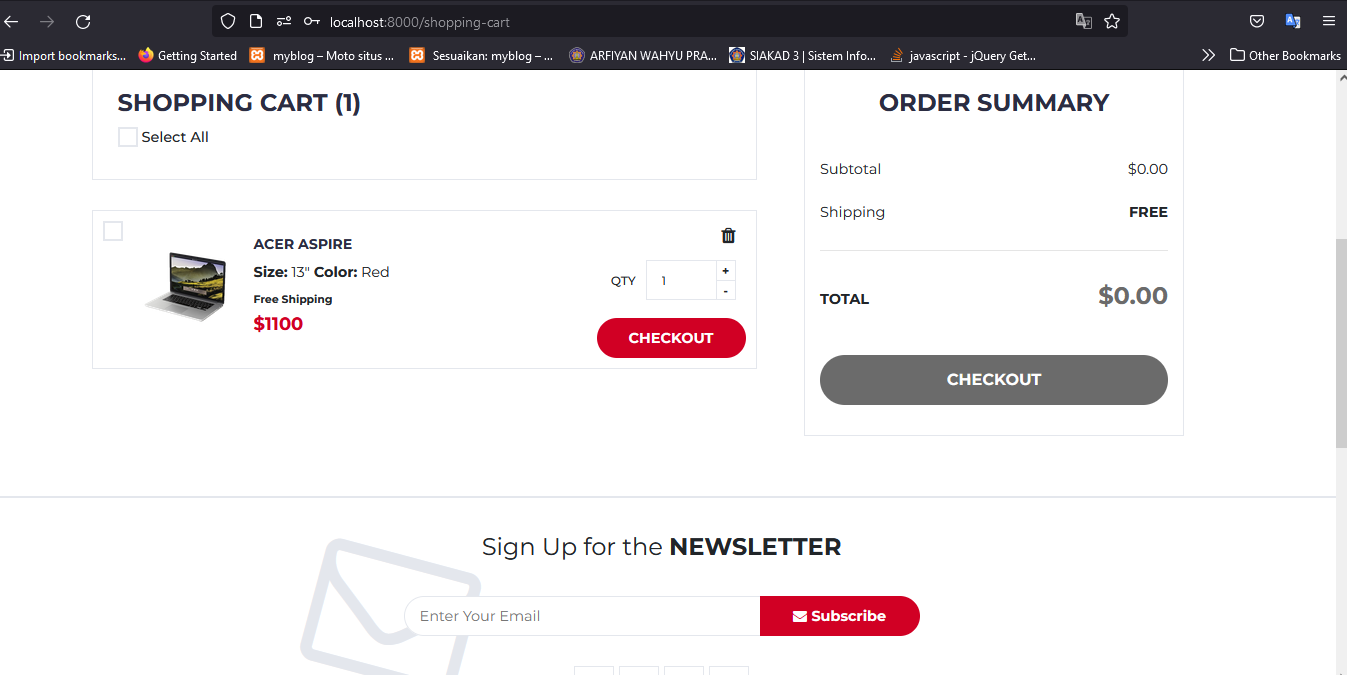 localhost:8000/shopping-cart
Import bookmarks... Getting Started myblog – Moto situs ... Sesuaikan: myblog – ... ARFIYAN WAHYU PRA... SIAKAD 3 | Sistem Info... javascript - jQuery Get... Other Bookmarks
SHOPPING CART (1)
Select All
ACER ASPIRE
Size: 13" Color: Red
Free Shipping
$1100
QTY 1 + -
CHECKOUT
ORDER SUMMARY
Subtotal $0.00
Shipping FREE
TOTAL $0.00
CHECKOUT
Sign Up for the NEWSLETTER
Enter Your Email Subscribe